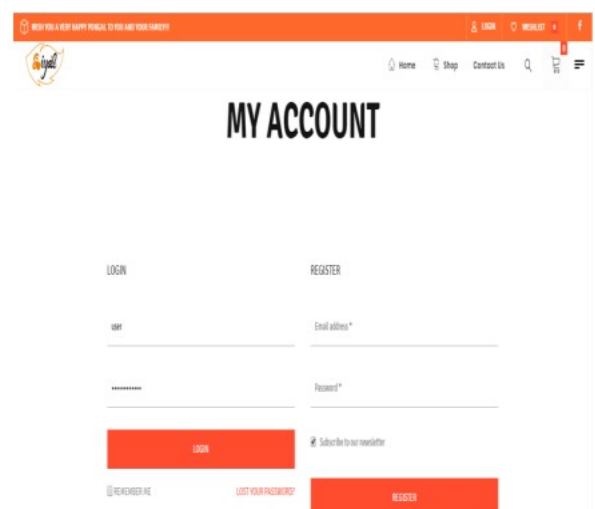 WISH YOU A VERY HAPPY PONGAL TO YOU AND YOUR FAMILY!!
LOGIN
WISHLIST 0
Home
Shop
Contact Us
0
MY ACCOUNT
LOGIN
REGISTER
user
Email address *
Password *
LOGIN
Subscribe to our newsletter
REMEMBER ME
LOST YOUR PASSWORD?
REGISTER